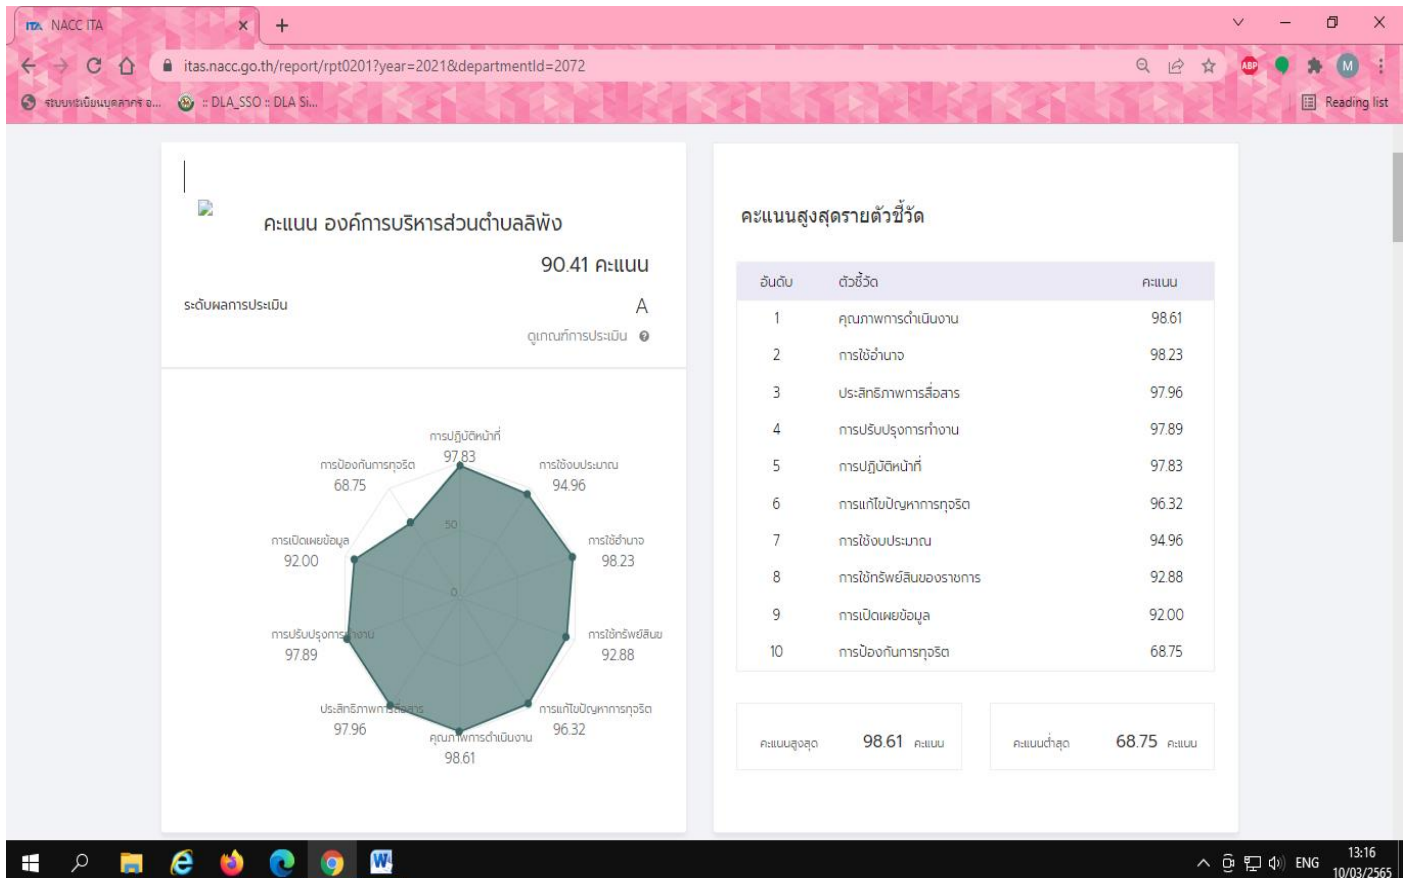 NACC ITA
itas.nacc.go.th/report/rpt0201?year=2021&departmentId=2072
ABP
M
ระบบทะเบียนบุคลากร อ...
:: DLA_SSO :: DLA Si...
Reading list
คะแนน องค์การบริหารส่วนตำบลลิพัง
90.41 คะแนน
ระดับผลการประเมิน A
ดูเกณฑ์การประเมิน
การปฏิบัติหน้าที่
97.83
การใช้งบประมาณ
94.96
การใช้อำนาจ
98.23
การใช้ทรัพย์สินข
92.88
การแก้ไขปัญหาการทุจริต
96.32
คุณภาพการดำเนินงาน
98.61
ประสิทธิภาพการสื่อสาร
97.96
การปรับปรุงการทำงาน
97.89
การเปิดเผยข้อมูล
92.00
การป้องกันการทุจริต
68.75
50
0
คะแนนสูงสุดรายตัวชี้วัด
อันดับ ตัวชี้วัด คะแนน
1 คุณภาพการดำเนินงาน 98.61
2 การใช้อำนาจ 98.23
3 ประสิทธิภาพการสื่อสาร 97.96
4 การปรับปรุงการทำงาน 97.89
5 การปฏิบัติหน้าที่ 97.83
6 การแก้ไขปัญหาการทุจริต 96.32
7 การใช้งบประมาณ 94.96
8 การใช้ทรัพย์สินของราชการ 92.88
9 การเปิดเผยข้อมูล 92.00
10 การป้องกันการทุจริต 68.75
คะแนนสูงสุด 98.61 คะแนน
คะแนนต่ำสุด 68.75 คะแนน
ENG
13:16
10/03/2565